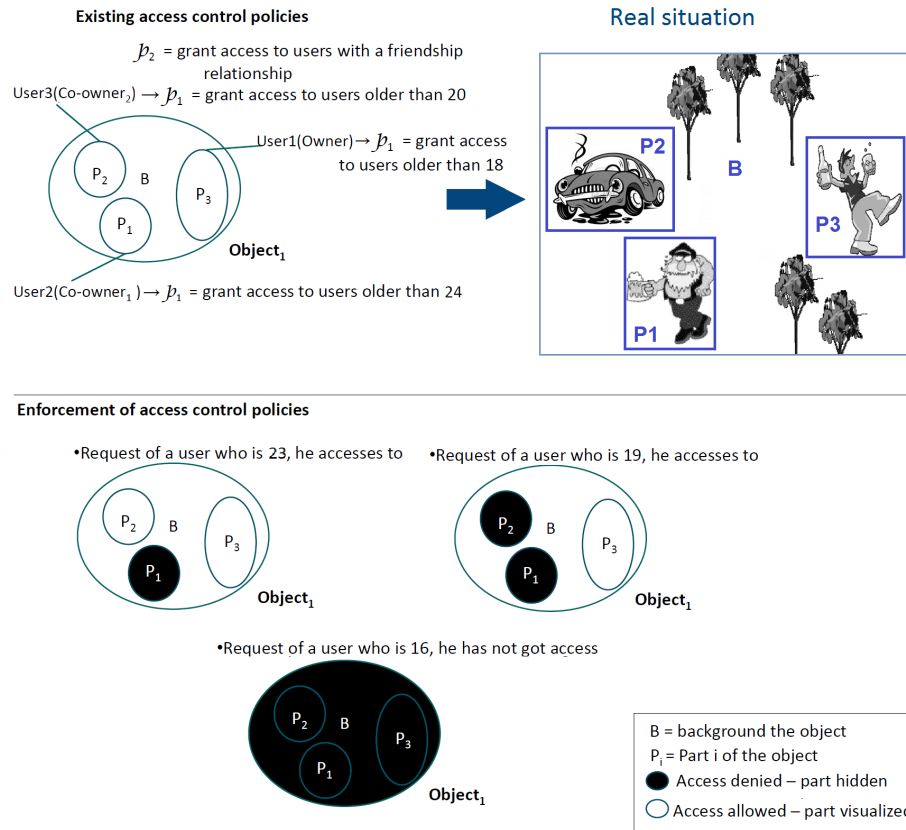 Existing access control policies
Real situation
p₂ = grant access to users with a friendship
relationship
User3(Co-owner₂) → p₁ = grant access to users older than 20
User1(Owner)→ p₁ = grant access
to users older than 18
P₂
B
P₃
P₁
Object₁
User2(Co-owner₁ )→ p₁ = grant access to users older than 24
P2
B
P3
P1
Enforcement of access control policies
•Request of a user who is 23, he accesses to
P₂
B
P₃
P₁
Object₁
•Request of a user who is 19, he accesses to
P₂
B
P₃
P₁
Object₁
•Request of a user who is 16, he has not got access
P₂
B
P₃
P₁
Object₁
B = background the object
Pᵢ = Part i of the object
Access denied – part hidden
Access allowed – part visualized